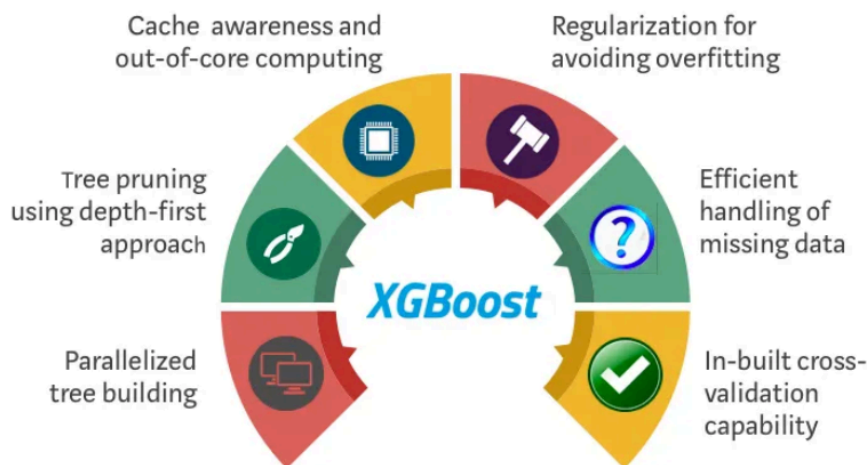 Cache awareness and
out-of-core computing
Regularization for
avoiding overfitting
Tree pruning
using depth-first
approach
Efficient
handling of
missing data
XGBoost
Parallelized
tree building
In-built cross-
validation
capability